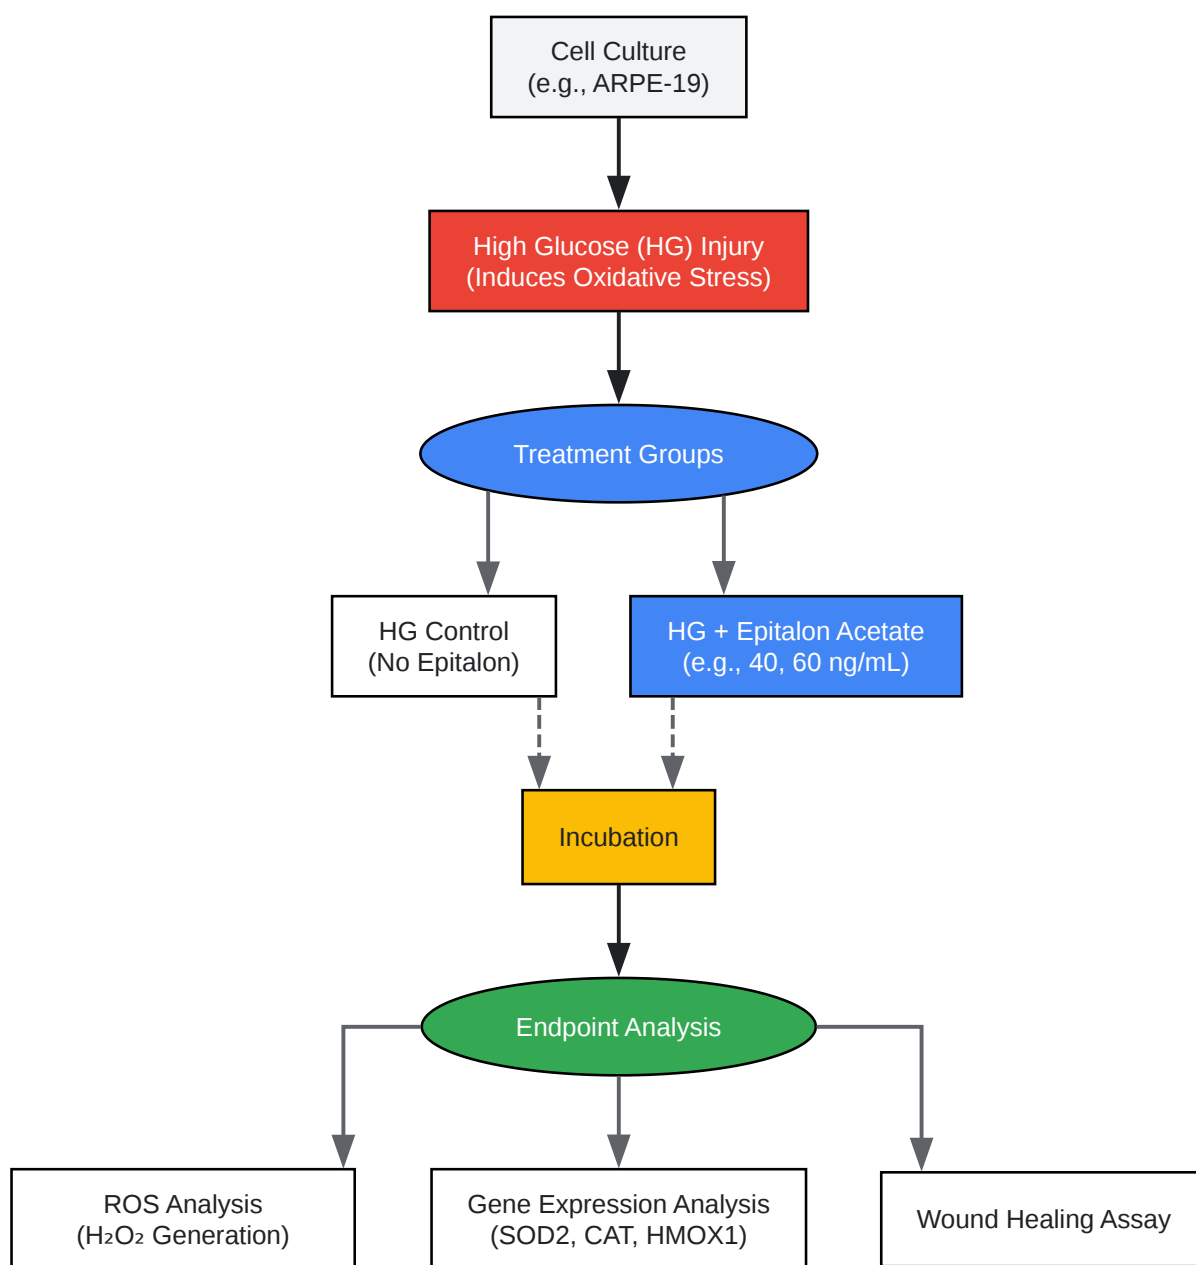 Cell Culture
(e.g., ARPE-19)
High Glucose (HG) Injury
(Induces Oxidative Stress)
Treatment Groups
HG Control
(No Epitalon)
HG + Epitalon Acetate
(e.g., 40, 60 ng/mL)
Incubation
Endpoint Analysis
ROS Analysis
(H₂O₂ Generation)
Gene Expression Analysis
(SOD2, CAT, HMOX1)
Wound Healing Assay